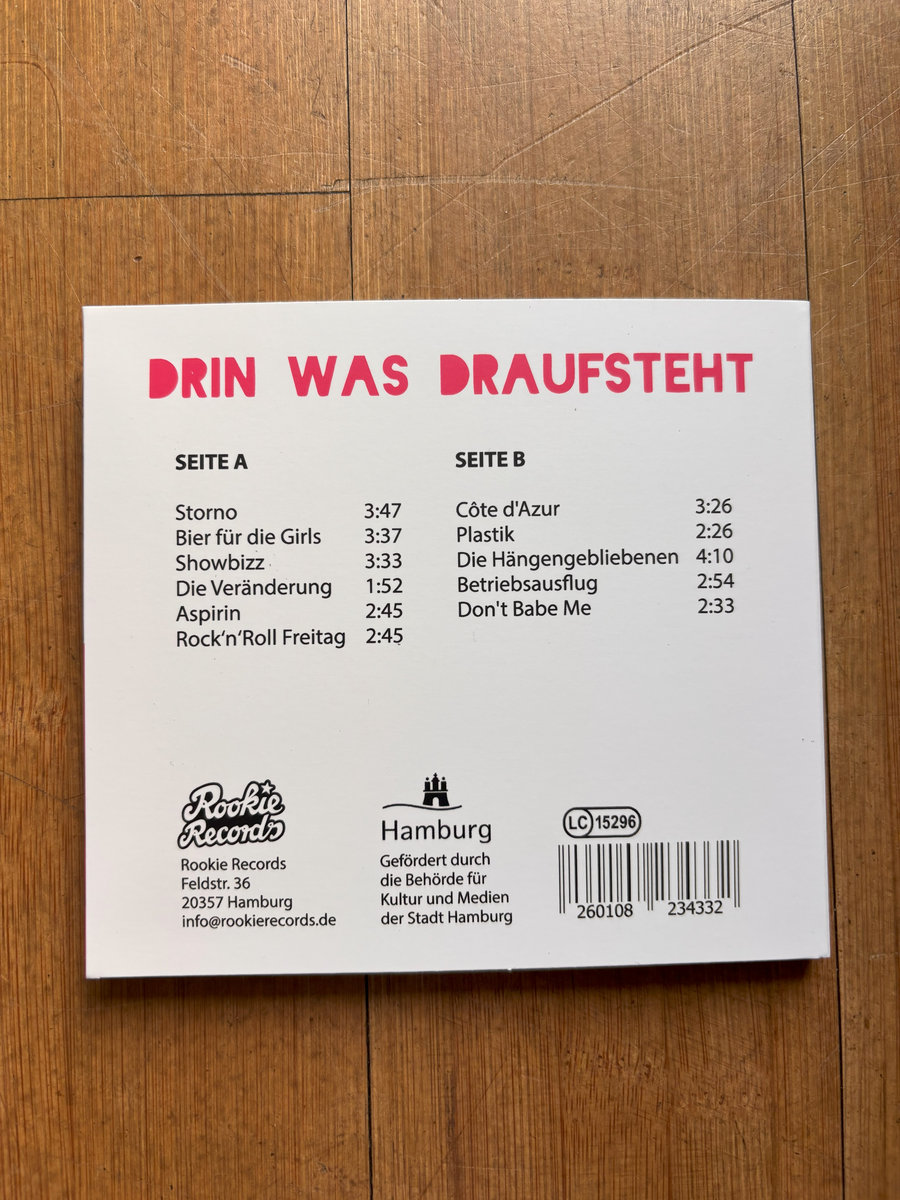 DRIN WAS DRAUFSTEHT
SEITE A
Storno 3:47
Bier für die Girls 3:37
Showbizz 3:33
Die Veränderung 1:52
Aspirin 2:45
Rock‘n‘Roll Freitag 2:45
SEITE B
Côte d'Azur 3:26
Plastik 2:26
Die Hängengebliebenen 4:10
Betriebsausflug 2:54
Don't Babe Me 2:33
Rookie
Records
Rookie Records
Feldstr. 36
20357 Hamburg
info@rookierecords.de
Hamburg
Gefördert durch
die Behörde für
Kultur und Medien
der Stadt Hamburg
LC 15296
260108 234332